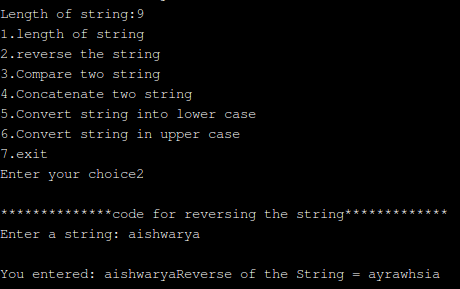 Length of string:9
1.length of string
2.reverse the string
3.Compare two string
4.Concatenate two string
5.Convert string into lower case
6.Convert string in upper case
7.exit
Enter your choice2
**************code for reversing the string*************
Enter a string: aishwarya
You entered: aishwaryaReverse of the String = ayrawhsia